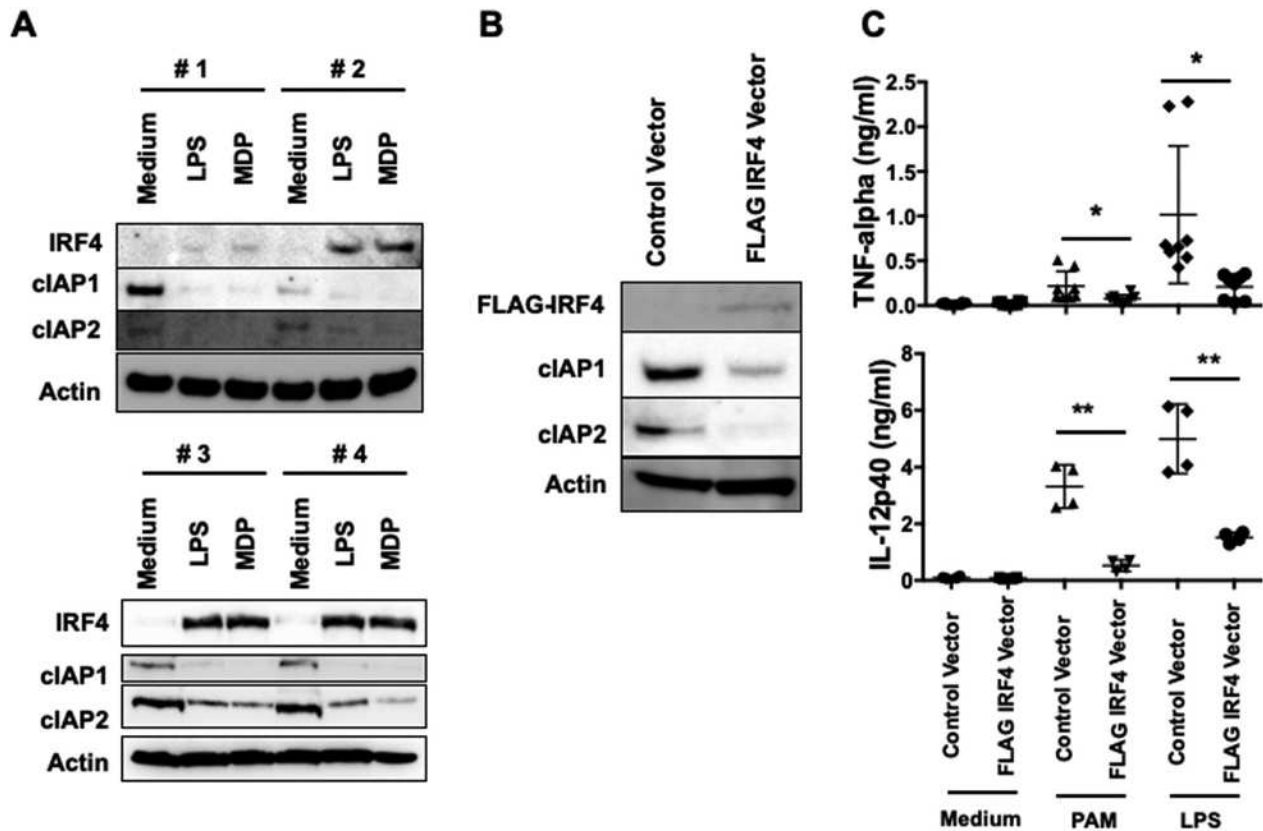 A
# 1
# 2
Medium
LPS
MDP
Medium
LPS
MDP
IRF4
cIAP1
cIAP2
Actin
# 3
# 4
Medium
LPS
MDP
Medium
LPS
MDP
IRF4
cIAP1
cIAP2
Actin
B
Control Vector
FLAG IRF4 Vector
FLAG-IRF4
cIAP1
cIAP2
Actin
C
TNF-alpha (ng/ml)
2.5
2.0
1.5
1.0
0.5
0.0
*
*
IL-12p40 (ng/ml)
8
6
4
2
0
**
**
Control Vector
FLAG IRF4 Vector
Control Vector
FLAG IRF4 Vector
Control Vector
FLAG IRF4 Vector
Medium
PAM
LPS